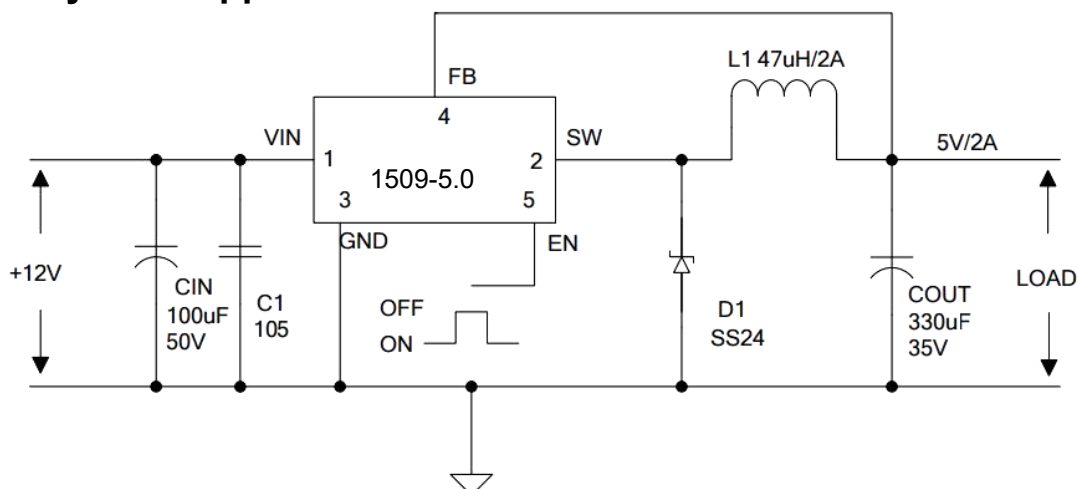 FB
L1 47uH/2A
4
VIN
SW
5V/2A
1
2
1509-5.0
3
5
GND
EN
+12V
CIN
100uF
50V
C1
105
OFF
ON
D1
SS24
COUT
330uF
35V
LOAD